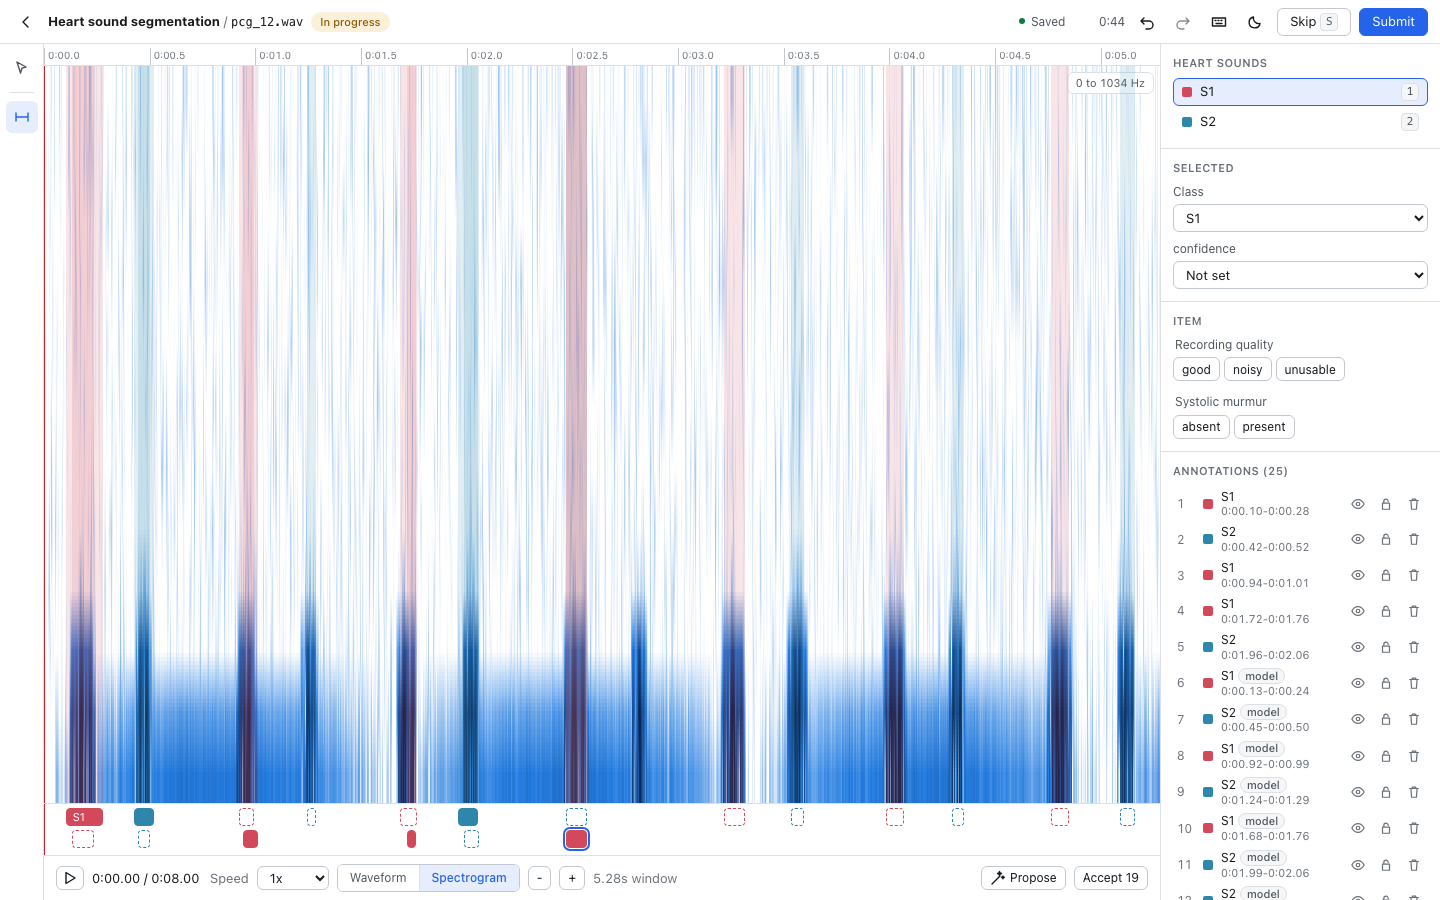 Heart sound segmentation / pcg_12.wav In progress
Saved 0:44 Skip S Submit
0:00.0 0:00.5 0:01.0 0:01.5 0:02.0 0:02.5 0:03.0 0:03.5 0:04.0 0:04.5 0:05.0
0 to 1034 Hz
S1
0:00.00 / 0:08.00 Speed 1x Waveform Spectrogram - + 5.28s window Propose Accept 19
HEART SOUNDS
S1 1
S2 2
SELECTED
Class
S1
confidence
Not set
ITEM
Recording quality
good noisy unusable
Systolic murmur
absent present
ANNOTATIONS (25)
1 S1
0:00.10-0:00.28
2 S2
0:00.42-0:00.52
3 S1
0:00.94-0:01.01
4 S1
0:01.72-0:01.76
5 S2
0:01.96-0:02.06
6 S1 model
0:00.13-0:00.24
7 S2 model
0:00.45-0:00.50
8 S1 model
0:00.92-0:00.99
9 S2 model
0:01.24-0:01.29
10 S1 model
0:01.68-0:01.76
11 S2 model
0:01.99-0:02.06
12 S2 model